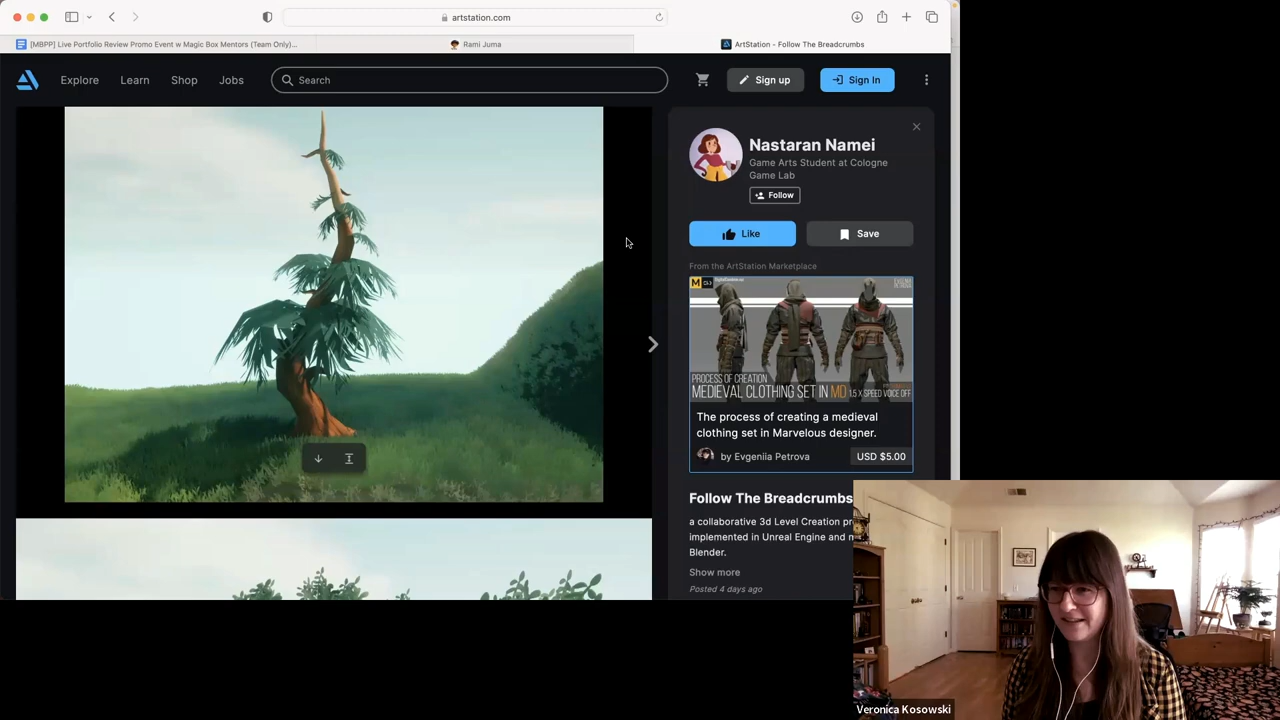 artstation.com
[MBPP] Live Portfolio Review Promo Event w Magic Box Mentors (Team Only)...
Rami Juma
ArtStation - Follow The Breadcrumbs
Explore
Learn
Shop
Jobs
Search
Sign up
Sign In
Nastaran Namei
Game Arts Student at Cologne
Game Lab
Follow
Like
Save
From the ArtStation Marketplace
M
PROCESS OF CREATION
MEDIEVAL CLOTHING SET IN MD 1.5 X SPEED VOICE OFF
The process of creating a medieval
clothing set in Marvelous designer.
by Evgeniia Petrova
USD $5.00
Follow The Breadcrumbs
a collaborative 3d Level Creation pr
implemented in Unreal Engine and m
Blender.
Show more
Posted 4 days ago
Veronica Kosowski